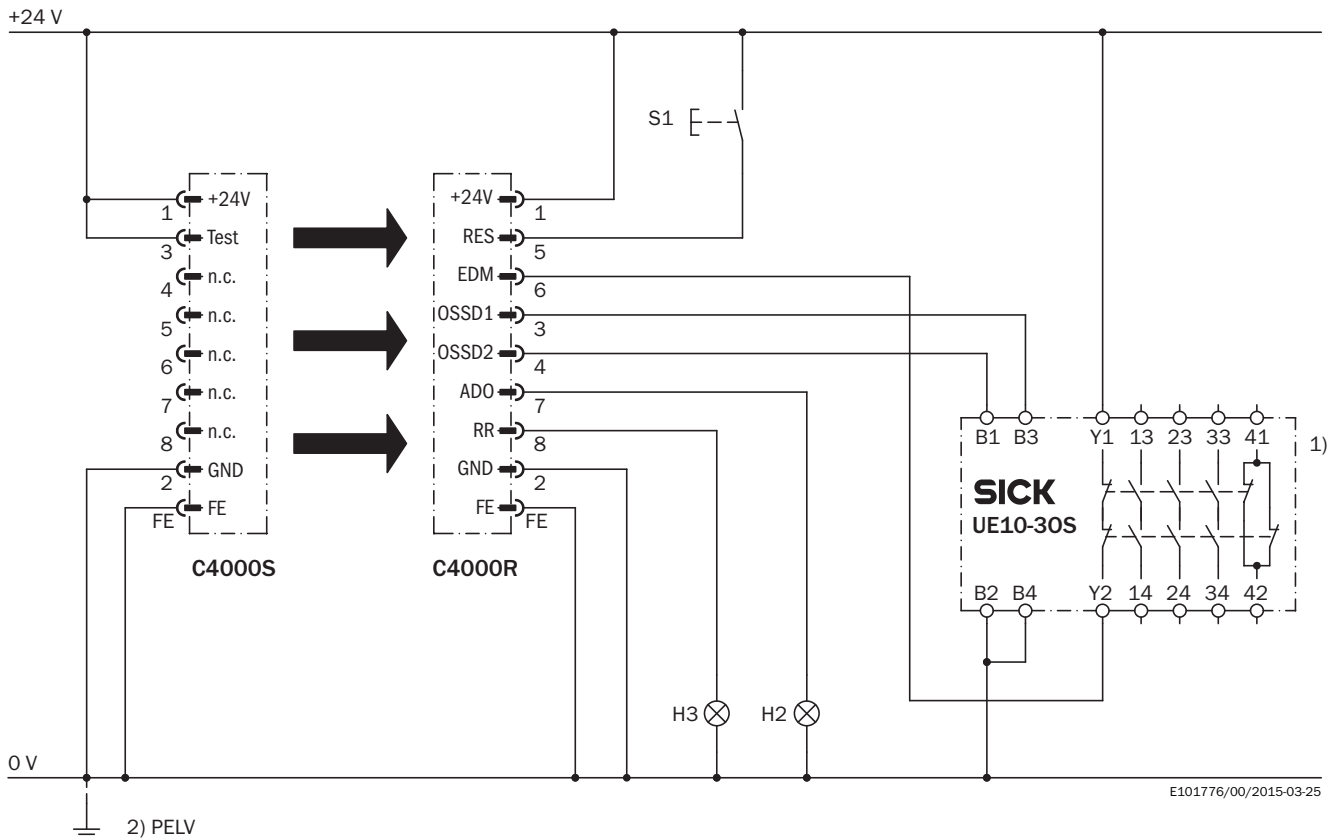 +24 V
S1
+24V
1
Test
3
n.c.
4
n.c.
5
n.c.
6
n.c.
7
n.c.
8
GND
2
FE
FE
C4000S
+24V
1
RES
5
EDM
6
OSSD1
3
OSSD2
4
ADO
7
RR
8
GND
2
FE
FE
C4000R
B1 B3 Y1 13 23 33 41
1)
SICK
UE10-30S
B2 B4 Y2 14 24 34 42
H3
H2
0 V
E101776/00/2015-03-25
2) PELV